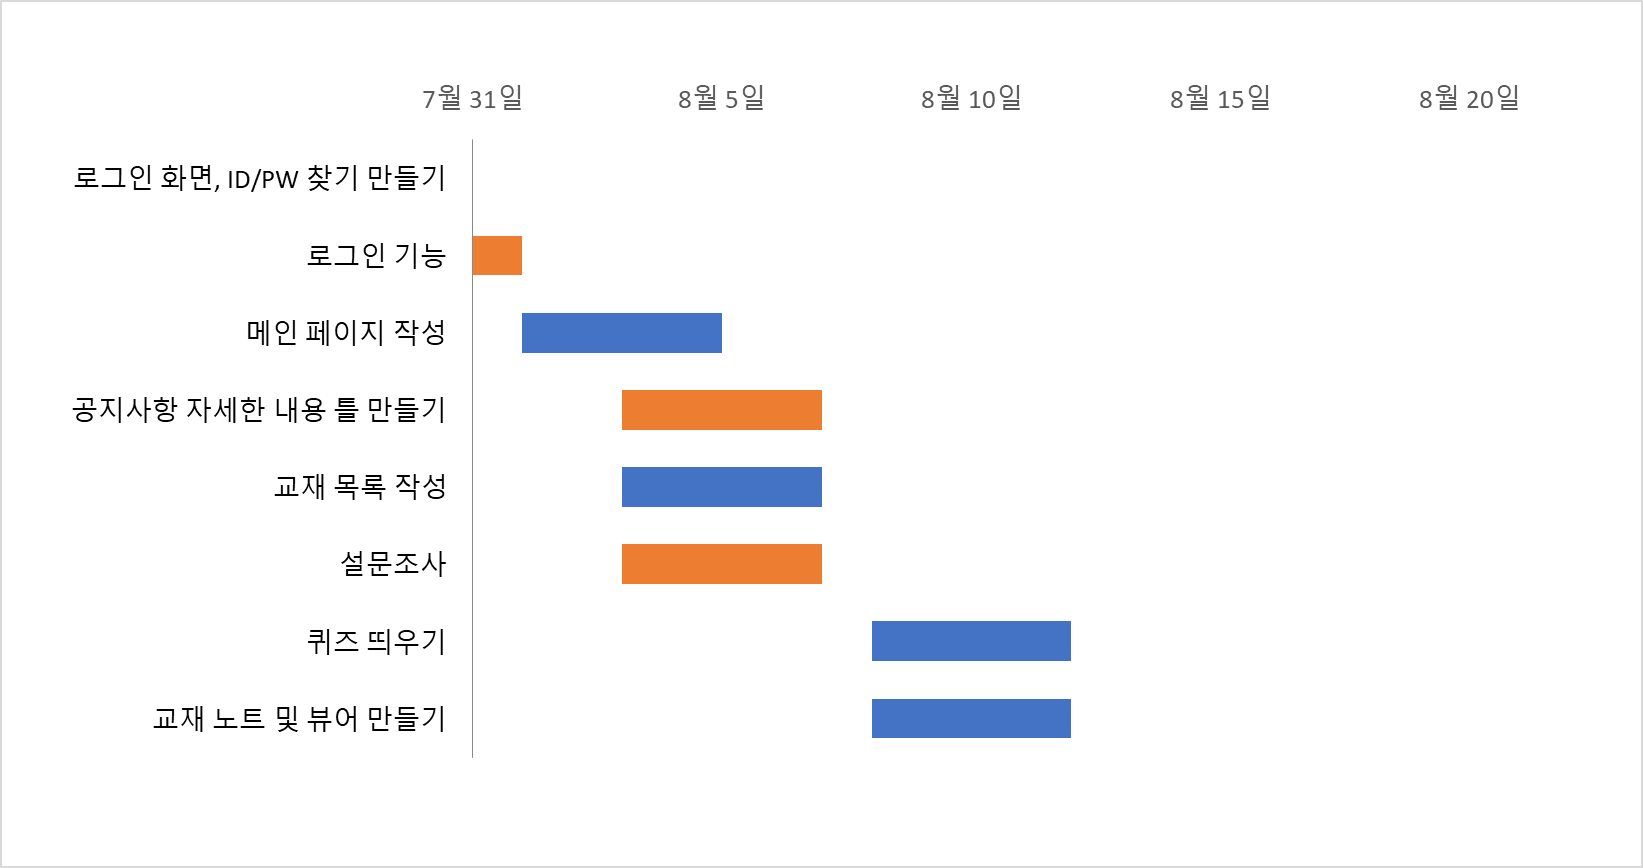 7월 31일 8월 5일 8월 10일 8월 15일 8월 20일
로그인 화면, ID/PW 찾기 만들기
로그인 기능
메인 페이지 작성
공지사항 자세한 내용 틀 만들기
교재 목록 작성
설문조사
퀴즈 띄우기
교재 노트 및 뷰어 만들기